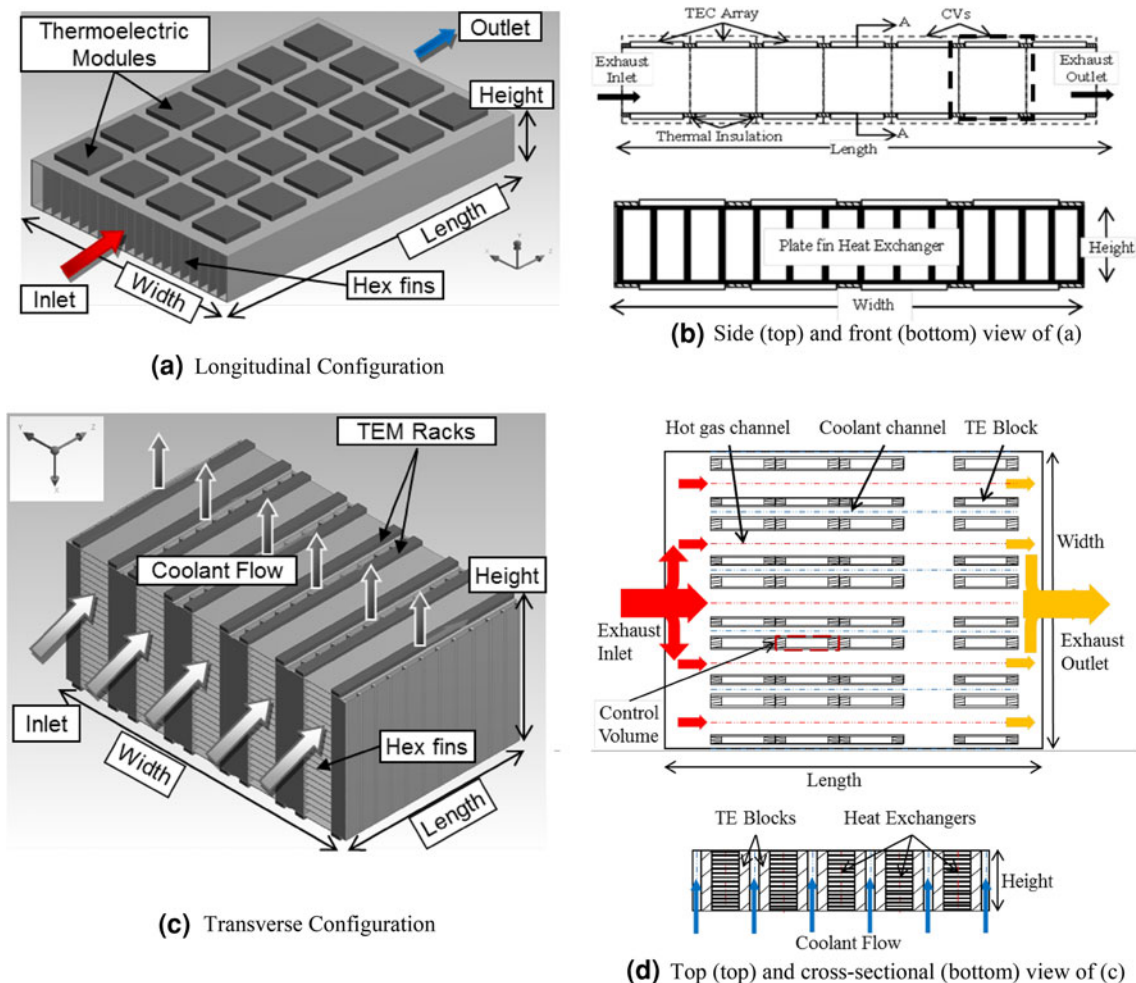 Thermoelectric
Modules
Outlet
Height
Length
Hex fins
Width
Inlet
(a) Longitudinal Configuration
TEC Array
A
CVs
Exhaust
Inlet
Exhaust
Outlet
Thermal Insulation
A
Length
Plate fin Heat Exchanger
Height
Width
(b) Side (top) and front (bottom) view of (a)
TEM Racks
Coolant Flow
Height
Inlet
Width
Hex fins
Length
(c) Transverse Configuration
Hot gas channel
Coolant channel
TE Block
Width
Exhaust
Inlet
Exhaust
Outlet
Control
Volume
Length
TE Blocks
Heat Exchangers
Height
Coolant Flow
(d) Top (top) and cross-sectional (bottom) view of (c)